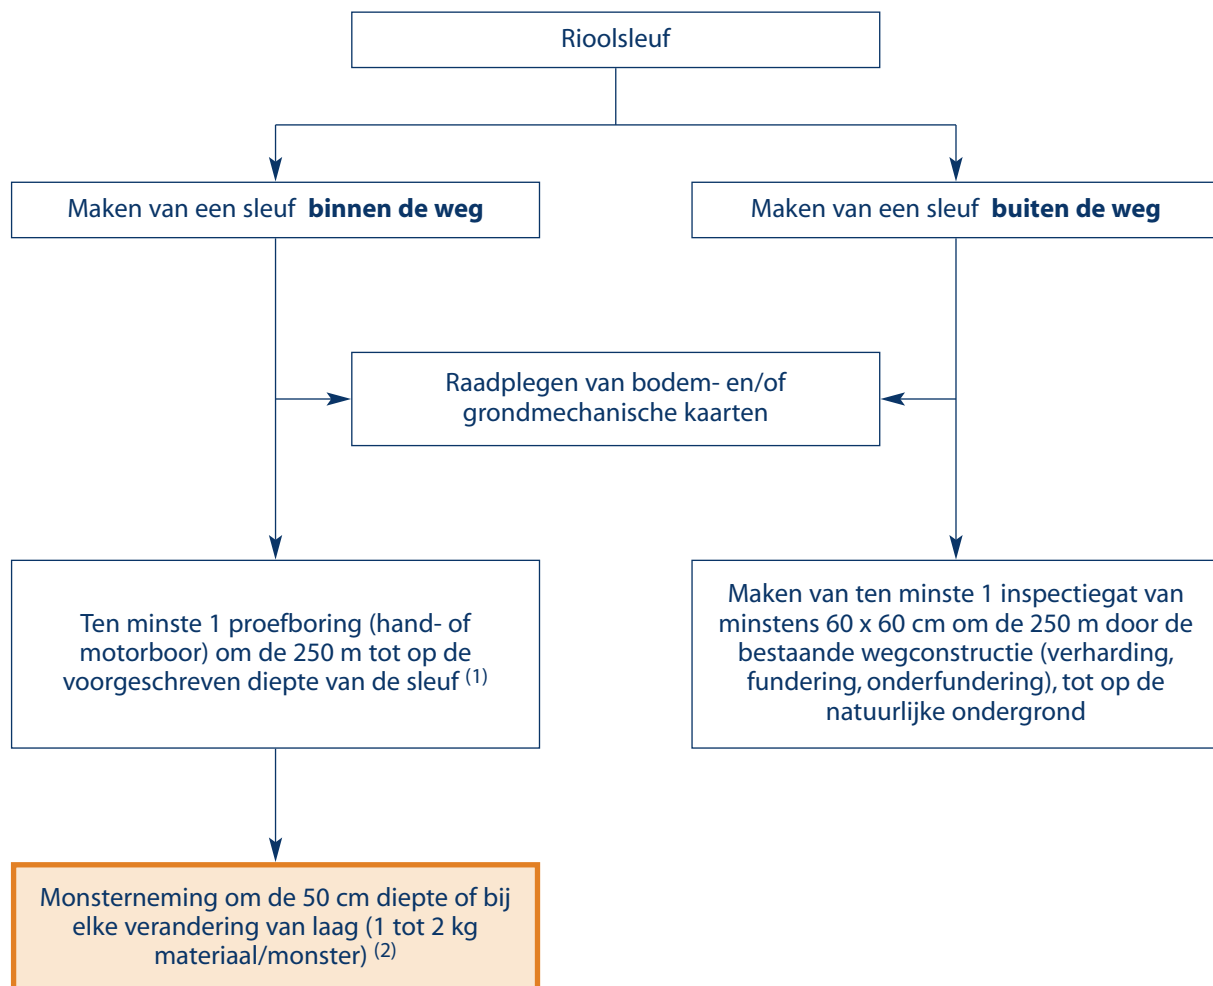 Rioolsleuf
Maken van een sleuf binnen de weg
Maken van een sleuf buiten de weg
Raadplegen van bodem- en/of
grondmechanische kaarten
Ten minste 1 proefboring (hand- of
motorboor) om de 250 m tot op de
voorgeschreven diepte van de sleuf (1)
Maken van ten minste 1 inspectiegat van
minstens 60 x 60 cm om de 250 m door de
bestaande wegconstructie (verharding,
fundering, onderfundering), tot op de
natuurlijke ondergrond
Monsterneming om de 50 cm diepte of bij
elke verandering van laag (1 tot 2 kg
materiaal/monster) (2)